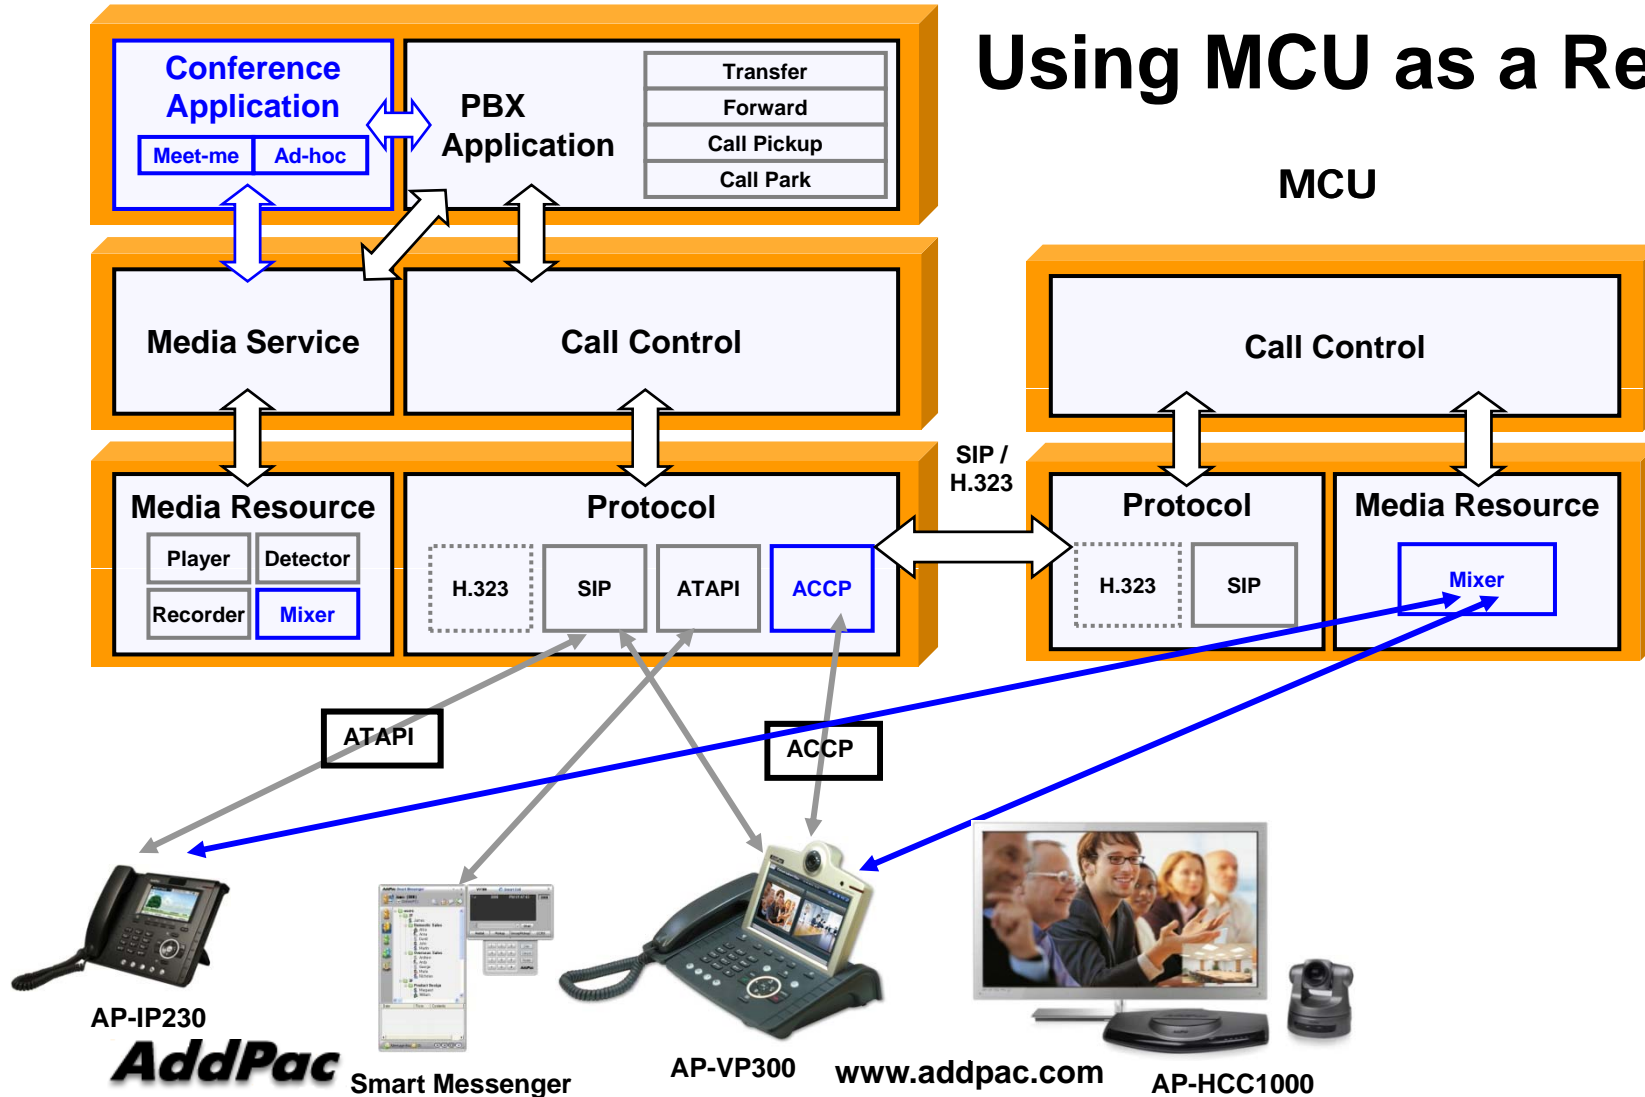 Using MCU as a Re
Conference
Application
Meet-me
Ad-hoc
PBX
Application
Transfer
Forward
Call Pickup
Call Park
MCU
Media Service
Call Control
Call Control
SIP /
H.323
Media Resource
Player
Detector
Recorder
Mixer
Protocol
H.323
SIP
ATAPI
ACCP
Protocol
H.323
SIP
Media Resource
Mixer
ATAPI
ACCP
AP-IP230
AddPac
Smart Messenger
AP-VP300
www.addpac.com
AP-HCC1000